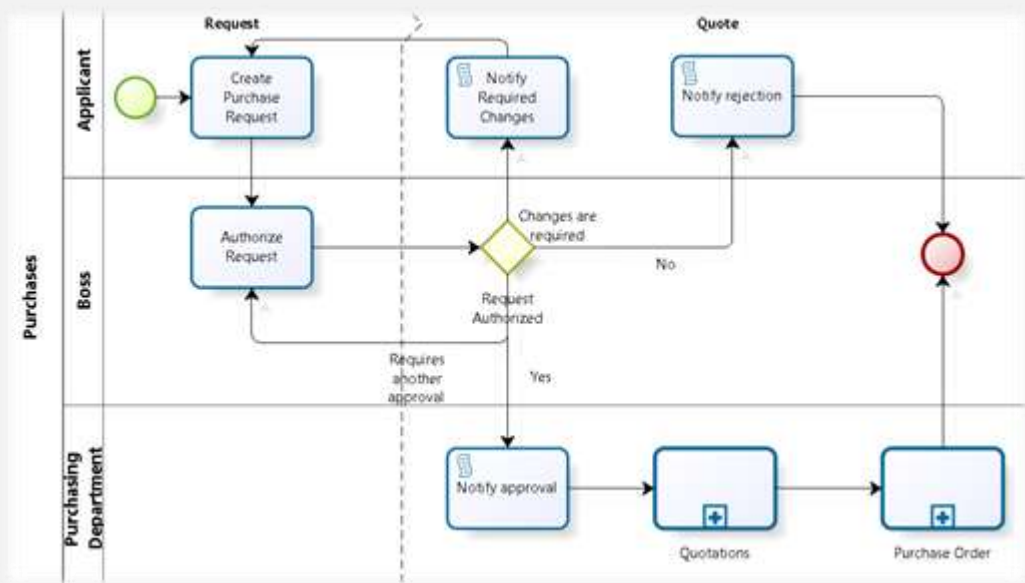 Request
Quote
Purchases
Applicant
Create
Purchase
Request
Notify
Required
Changes
Notify rejection
Boss
Authorize
Request
Changes are
required
No
Request
Authorized
Requires
another
approval
Yes
Purchasing
Department
Notify approval
Quotations
Purchase Order